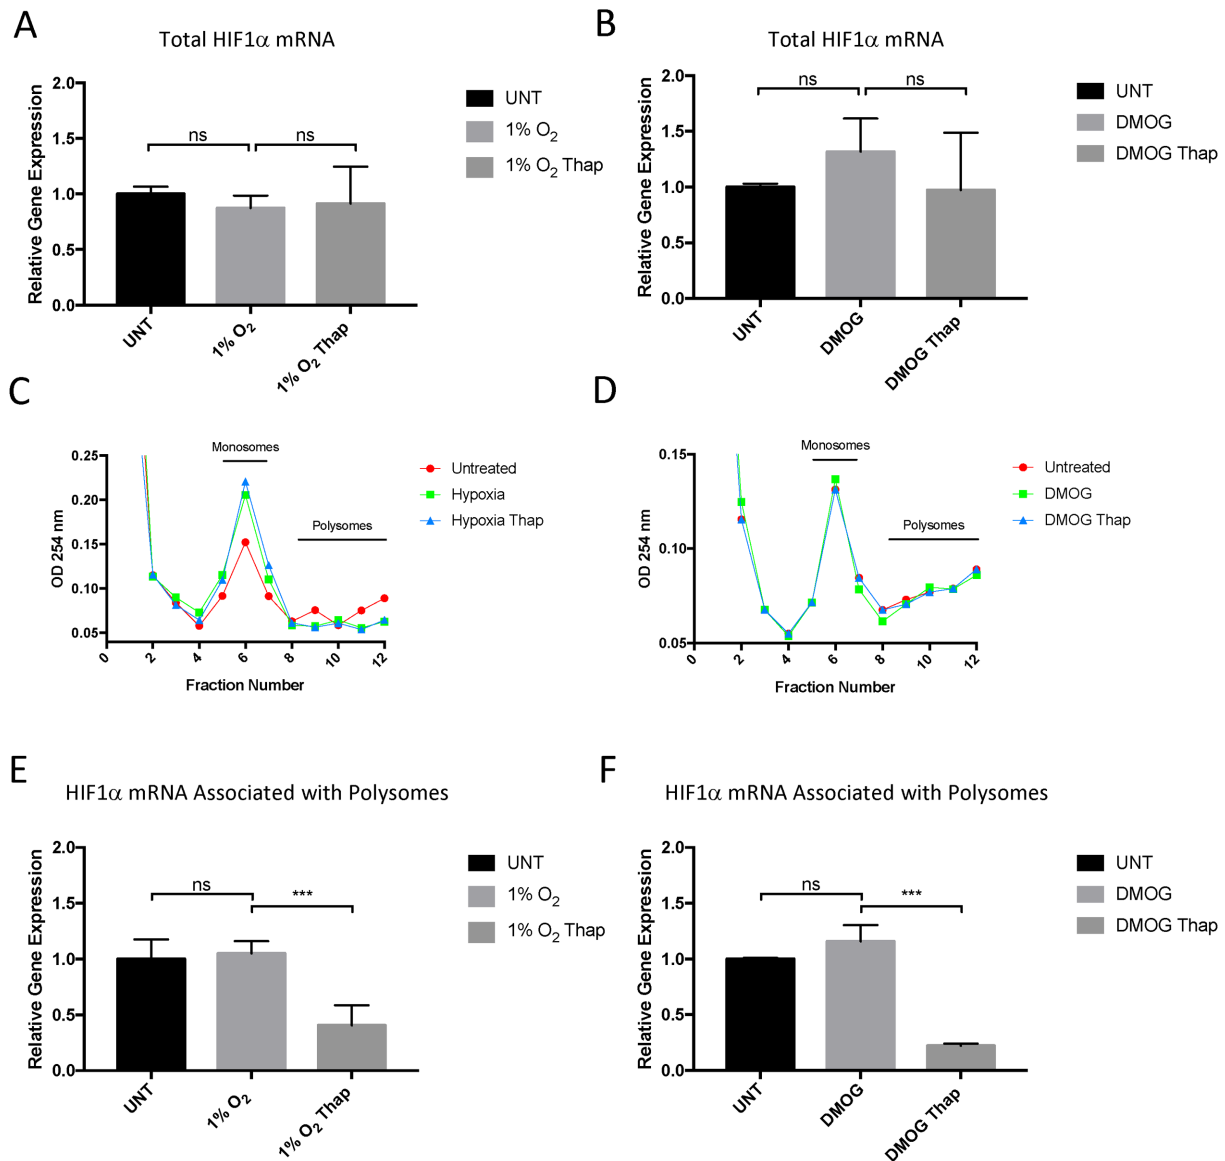 A
Total HIF1α mRNA
Relative Gene Expression
2.0
1.5
1.0
0.5
0.0
ns
ns
UNT
1% O2
1% O2 Thap
UNT
1% O2
1% O2 Thap
B
Total HIF1α mRNA
Relative Gene Expression
2.0
1.5
1.0
0.5
0.0
ns
ns
UNT
DMOG
DMOG Thap
UNT
DMOG
DMOG Thap
C
OD 254 nm
0.25
0.20
0.15
0.10
0.05
Monosomes
Polysomes
0
2
4
6
8
10
12
Fraction Number
Untreated
Hypoxia
Hypoxia Thap
D
OD 254 nm
0.15
0.10
0.05
Monosomes
Polysomes
0
2
4
6
8
10
12
Fraction Number
Untreated
DMOG
DMOG Thap
E
HIF1α mRNA Associated with Polysomes
Relative Gene Expression
2.0
1.5
1.0
0.5
0.0
ns
***
UNT
1% O2
1% O2 Thap
UNT
1% O2
1% O2 Thap
F
HIF1α mRNA Associated with Polysomes
Relative Gene Expression
2.0
1.5
1.0
0.5
0.0
ns
***
UNT
DMOG
DMOG Thap
UNT
DMOG
DMOG Thap